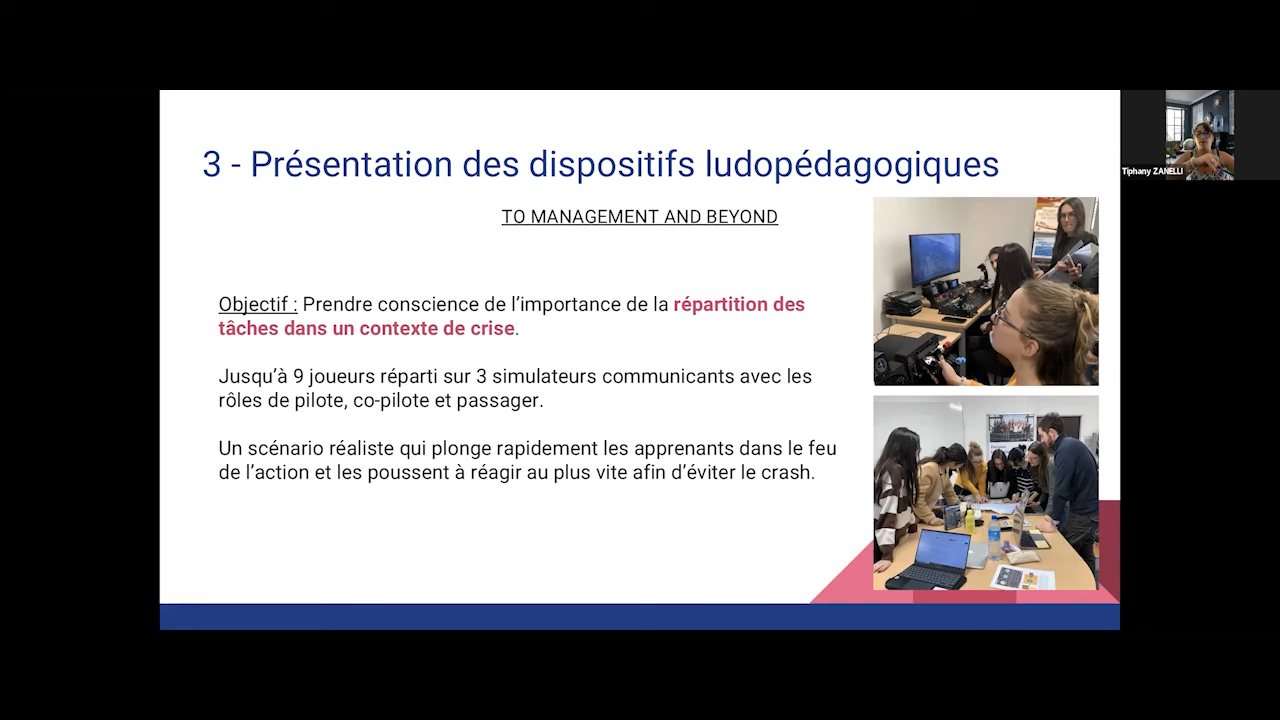 3 - Présentation des dispositifs ludopédagogiques
TO MANAGEMENT AND BEYOND
Objectif : Prendre conscience de l’importance de la répartition des
tâches dans un contexte de crise.
Jusqu’à 9 joueurs réparti sur 3 simulateurs communicants avec les
rôles de pilote, co-pilote et passager.
Un scénario réaliste qui plonge rapidement les apprenants dans le feu
de l’action et les poussent à réagir au plus vite afin d’éviter le crash.
Tiphany ZANELLI